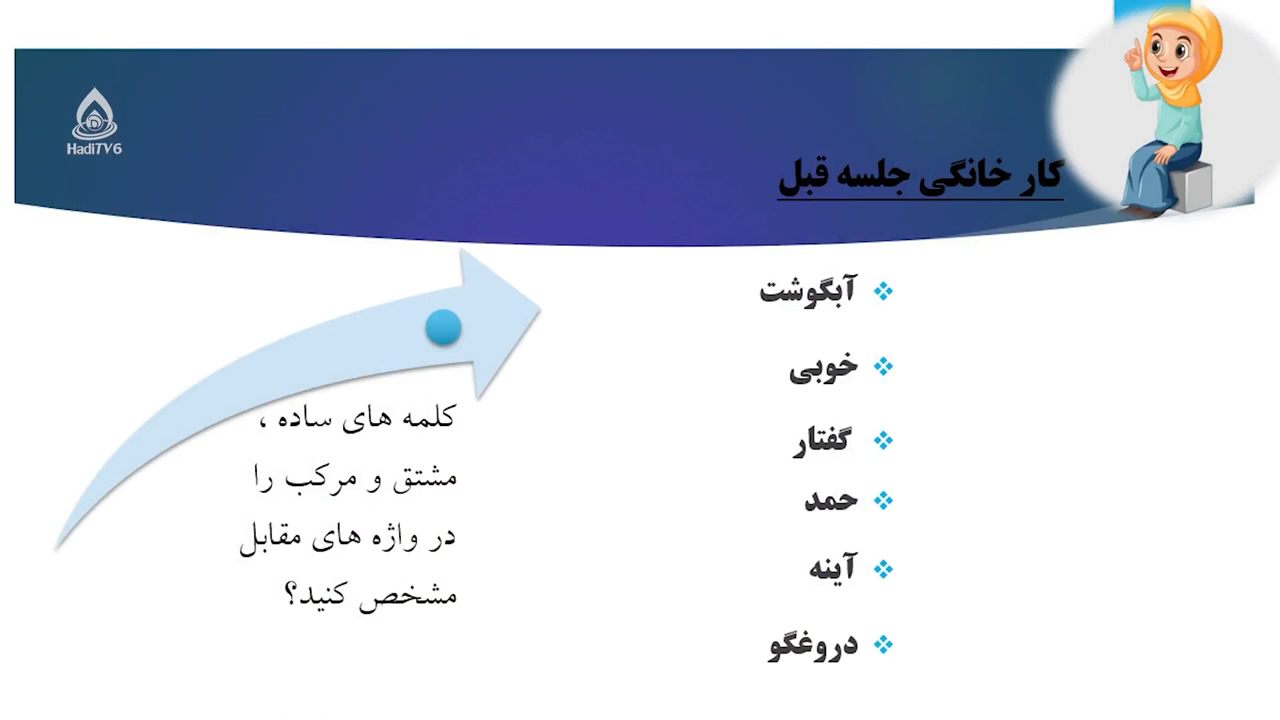 HadiTV6
کار خانگی جلسه قبل
آبگوشت
خوبی
گفتار
حمد
آینه
دروغگو
کلمه های ساده ،
مشتق و مرکب را
در واژه های مقابل
مشخص کنید؟